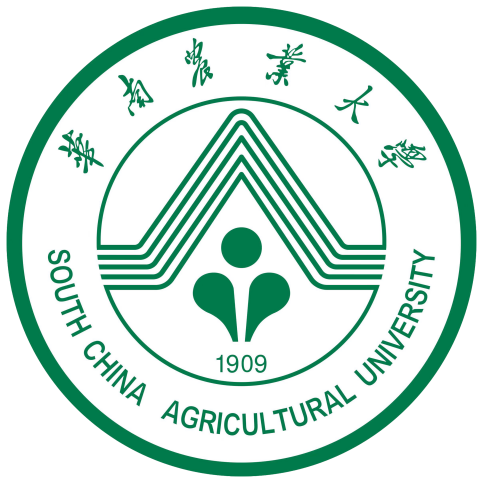 華南農業大學
1909
SOUTH CHINA AGRICULTURAL UNIVERSITY